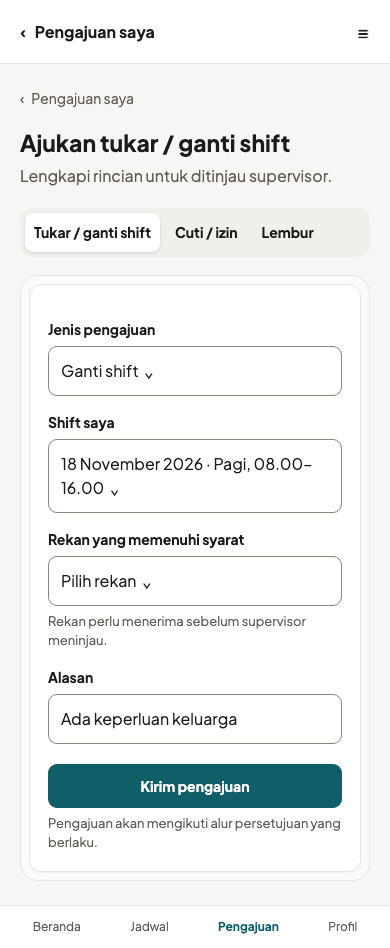 ‹ Pengajuan saya
≡
‹ Pengajuan saya
Ajukan tukar / ganti shift
Lengkapi rincian untuk ditinjau supervisor.
Tukar / ganti shift Cuti / izin Lembur
Jenis pengajuan
Ganti shift
Shift saya
18 November 2026 · Pagi, 08.00–
16.00
Rekan yang memenuhi syarat
Pilih rekan
Rekan perlu menerima sebelum supervisor
meninjau.
Alasan
Ada keperluan keluarga
Kirim pengajuan
Pengajuan akan mengikuti alur persetujuan yang
berlaku.
Beranda Jadwal Pengajuan Profil